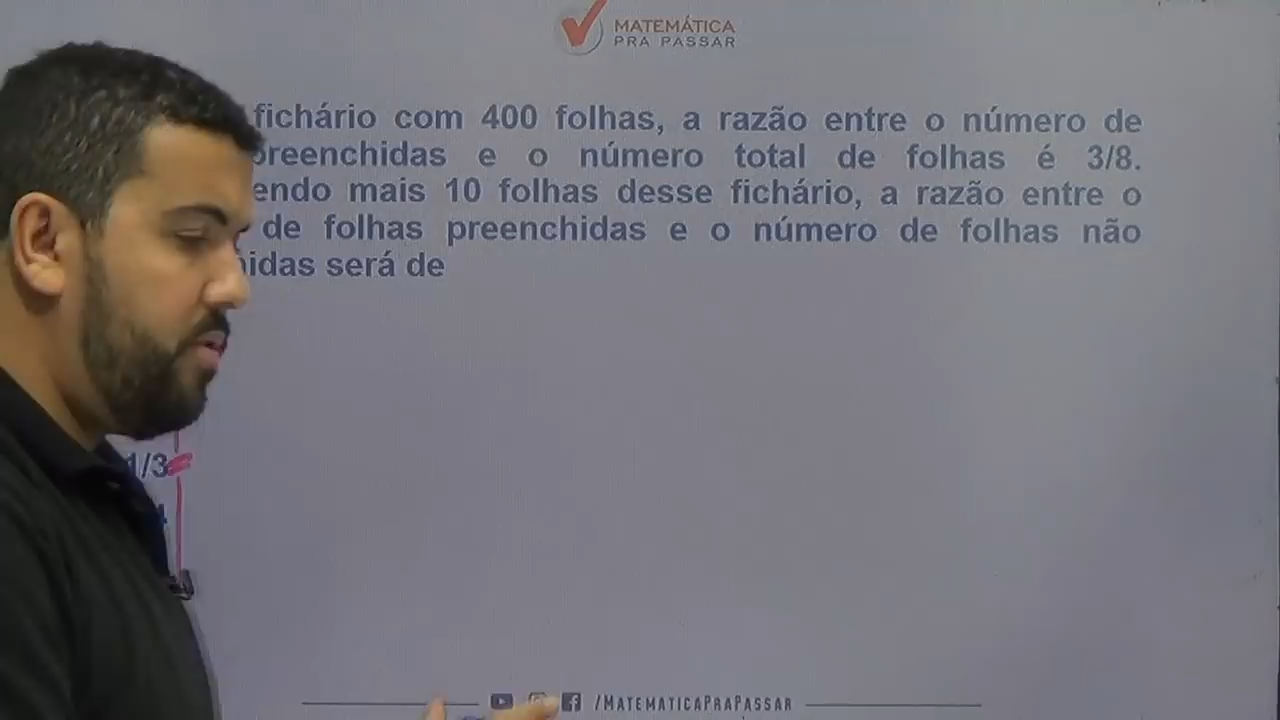 MATEMÁTICA
PRA PASSAR
fichário com 400 folhas, a razão entre o número de
preenchidas e o número total de folhas é 3/8.
endo mais 10 folhas desse fichário, a razão entre o
de folhas preenchidas e o número de folhas não
idas será de
1/3
/MATEMATICAPRAPASSAR